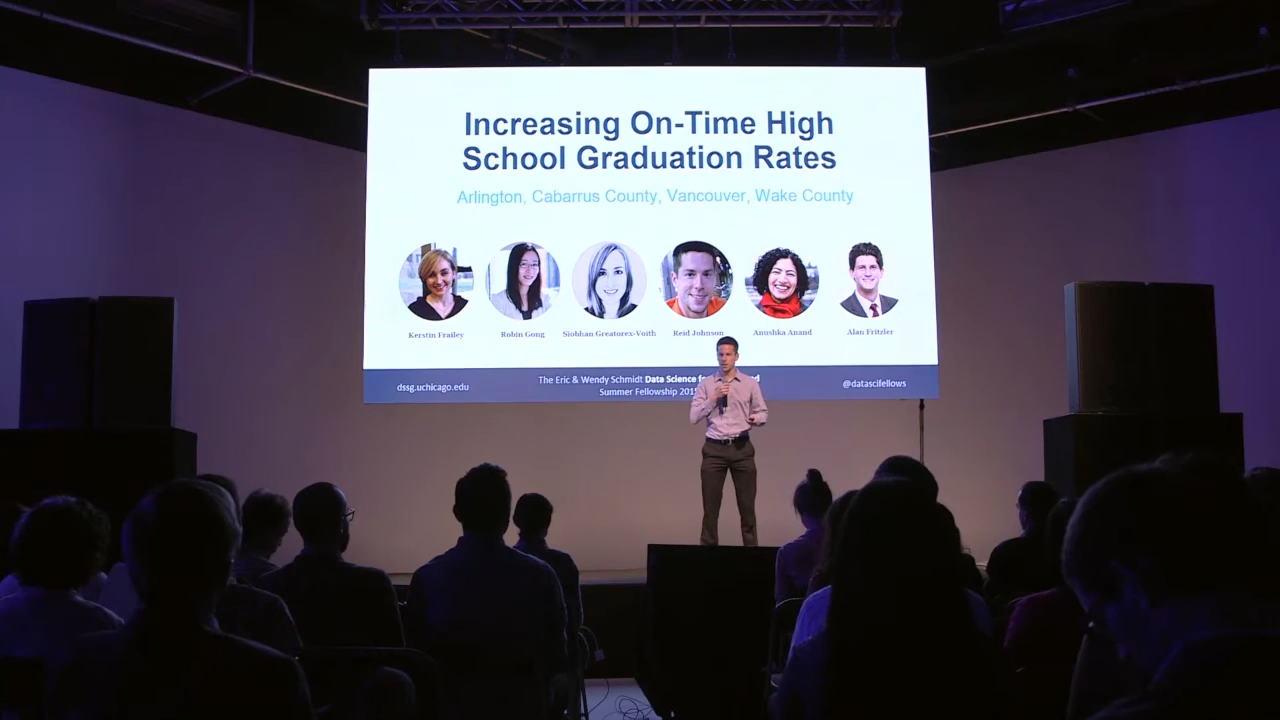 Increasing On-Time High
School Graduation Rates
Arlington, Cabarrus County, Vancouver, Wake County
Kerstin Frailey
Robin Gong
Siobhan Greatorex-Voith
Reid Johnson
Anushka Anand
Alan Fritzler
dssg.uchicago.edu
The Eric & Wendy Schmidt Data Science
Summer Fellowship
@datascifellows